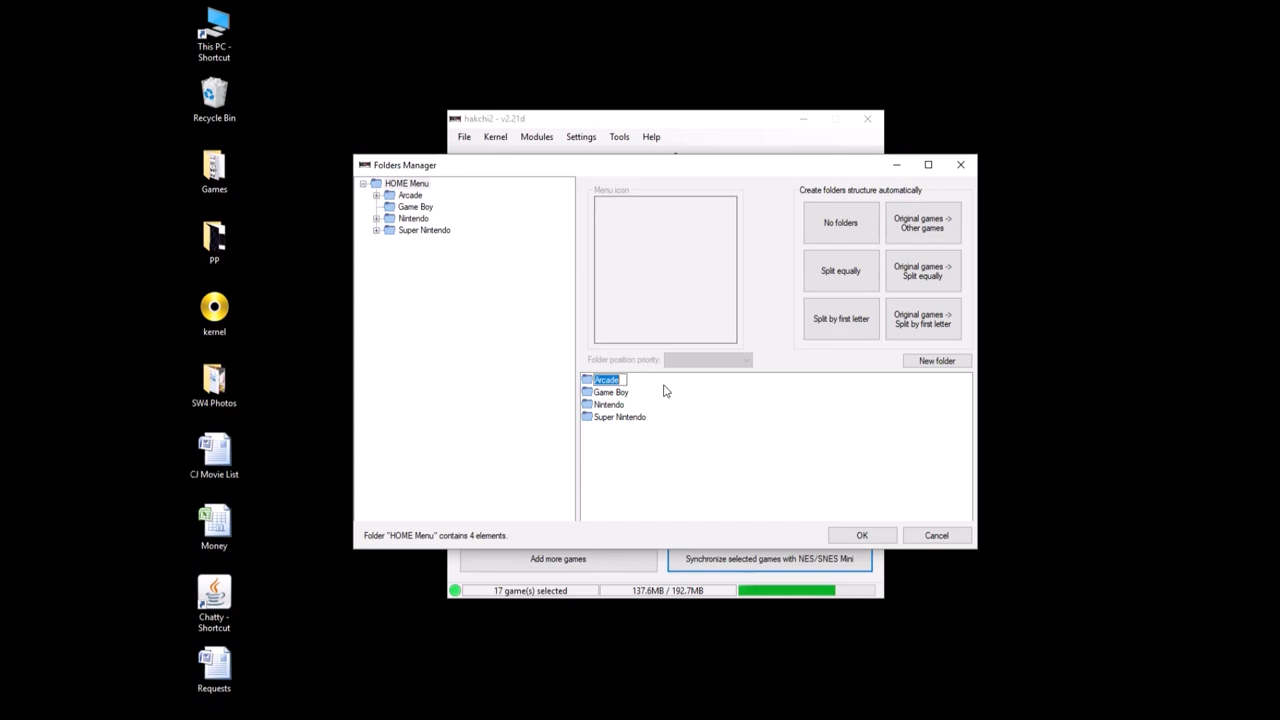 This PC -
Shortcut
Recycle Bin
Games
PP
kernel
SW4 Photos
CJ Movie List
Money
Chatty -
Shortcut
Requests
hakchi2 - v2.21d
File Kernel Modules Settings Tools Help
Folders Manager
HOME Menu
Arcade
Game Boy
Nintendo
Super Nintendo
Menu icon
Create folders structure automatically
No folders
Original games ->
Other games
Split equally
Original games ->
Split equally
Split by first letter
Original games ->
Split by first letter
Folder position priority:
New folder
Arcade
Game Boy
Nintendo
Super Nintendo
Folder "HOME Menu" contains 4 elements.
OK
Cancel
Add more games
Synchronize selected games with NES/SNES Mini
17 game(s) selected
137.6MB / 192.7MB